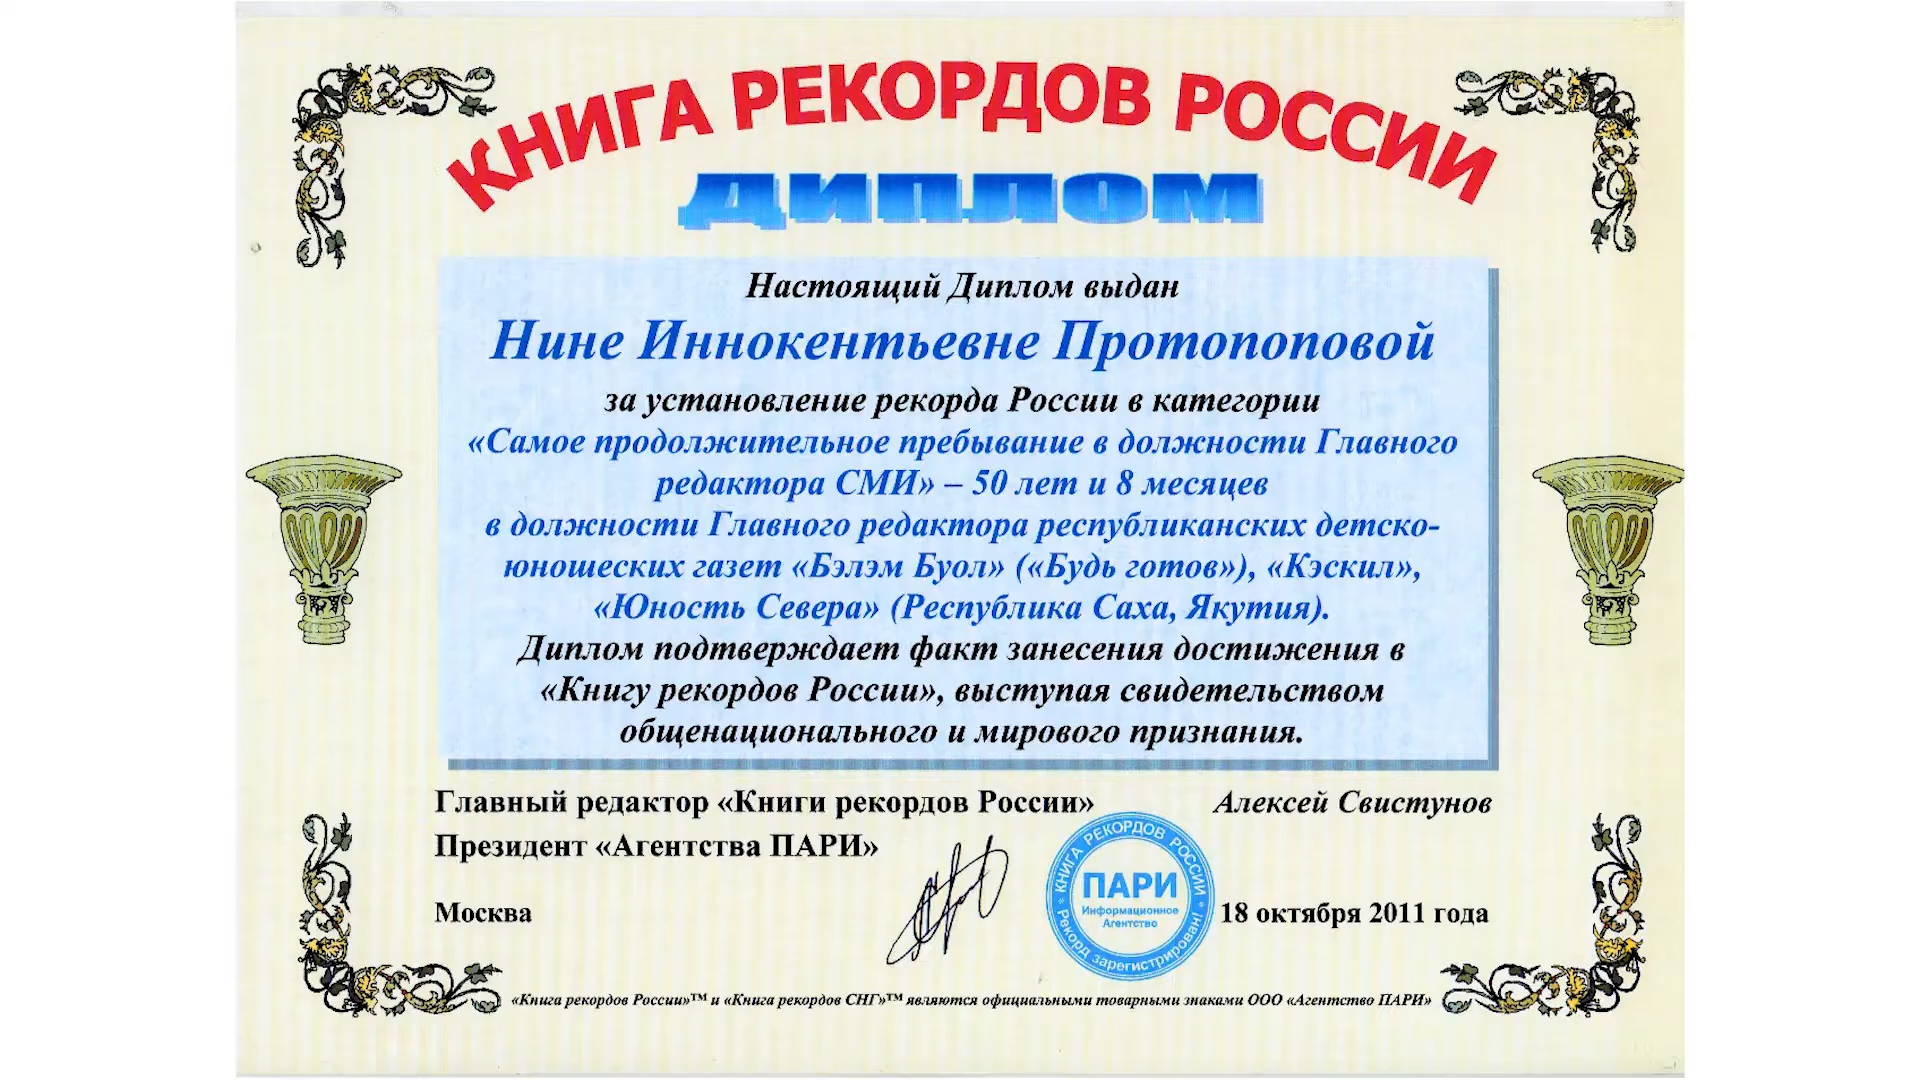 КНИГА РЕКОРДОВ РОССИИ
ДИПЛОМ
Настоящий Диплом выдан
Нине Иннокентьевне Протопоповой
за установление рекорда России в категории
«Самое продолжительное пребывание в должности Главного
редактора СМИ» – 50 лет и 8 месяцев
в должности Главного редактора республиканских детско-
юношеских газет «Бэлэм Буол» («Будь готов»), «Кэскил»,
«Юность Севера» (Республика Саха, Якутия).
Диплом подтверждает факт занесения достижения в
«Книгу рекордов России», выступая свидетельством
общенационального и мирового признания.
Главный редактор «Книги рекордов России» Алексей Свистунов
Президент «Агентства ПАРИ»
КНИГА РЕКОРДОВ РОССИИ
ПАРИ
Информационное
Агентство
Рекорд зарегистрирован!
Москва 18 октября 2011 года
«Книга рекордов России»™ и «Книга рекордов СНГ»™ являются официальными товарными знаками ООО «Агентство ПАРИ»